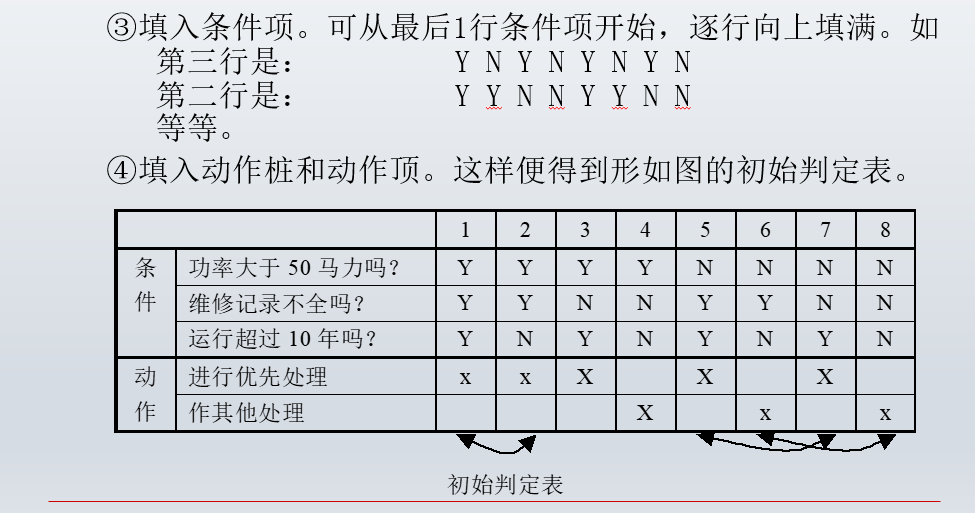 ③填入条件项。可从最后1行条件项开始，逐行向上填满。如
第三行是： Y N Y N Y N Y N
第二行是： Y Y N N Y Y N N
等等。
④填入动作桩和动作顶。这样便得到形如图的初始判定表。
1 2 3 4 5 6 7 8
条件
功率大于 50 马力吗? Y Y Y Y N N N N
维修记录不全吗? Y Y N N Y Y N N
运行超过 10 年吗? Y N Y N Y N Y N
动作
进行优先处理 x x X X X
作其他处理 X x x
初始判定表